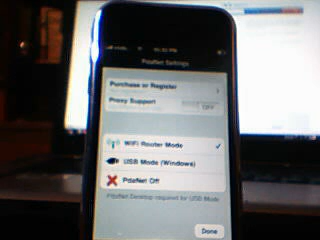 PdaNet Settings
Purchase or Register
Proxy Support
OFF
WiFi Router Mode
USB Mode (Windows)
PdaNet Off
PdaNet Desktop required for USB Mode
Done